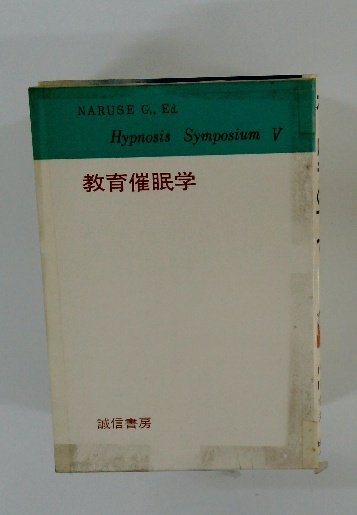 NARUSE G., Ed.
Hypnosis Symposium V
教育催眠学
誠信書房